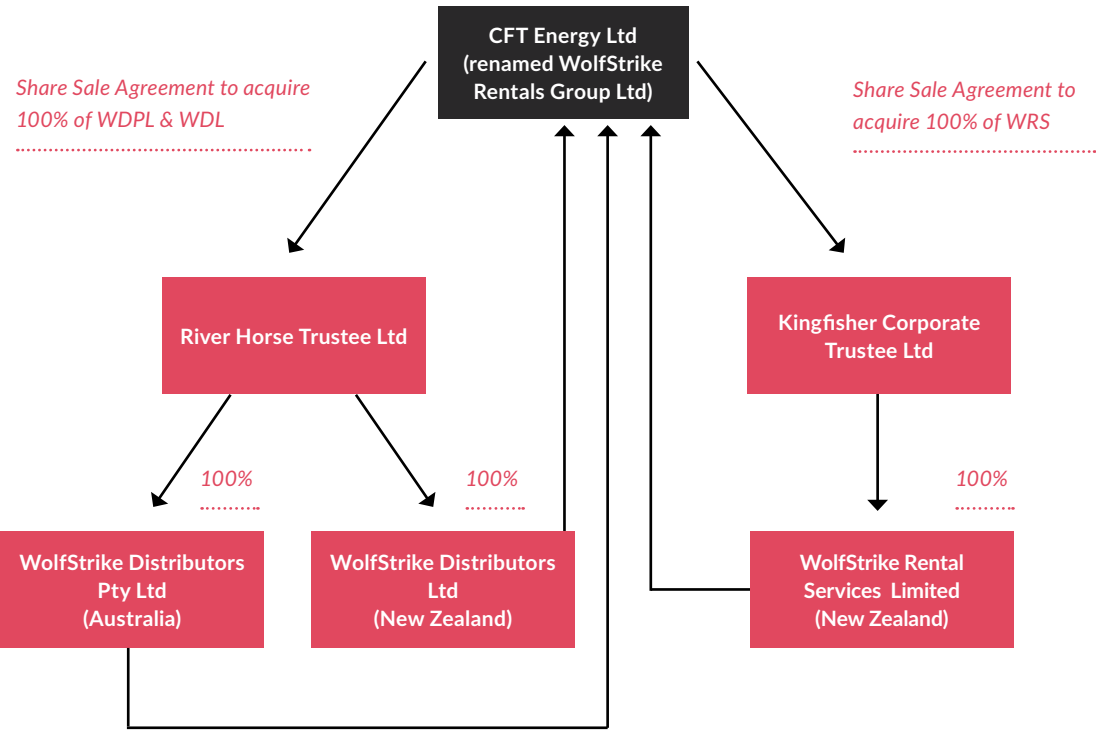 CFT Energy Ltd
(renamed WolfStrike
Rentals Group Ltd)
Share Sale Agreement to acquire
100% of WDPL & WDL
Share Sale Agreement to
acquire 100% of WRS
River Horse Trustee Ltd
Kingfisher Corporate
Trustee Ltd
100%
100%
100%
WolfStrike Distributors
Pty Ltd
(Australia)
WolfStrike Distributors
Ltd
(New Zealand)
WolfStrike Rental
Services Limited
(New Zealand)